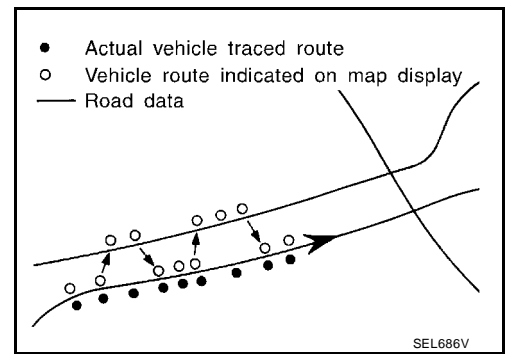 Actual vehicle traced route
Vehicle route indicated on map display
Road data
SEL686V